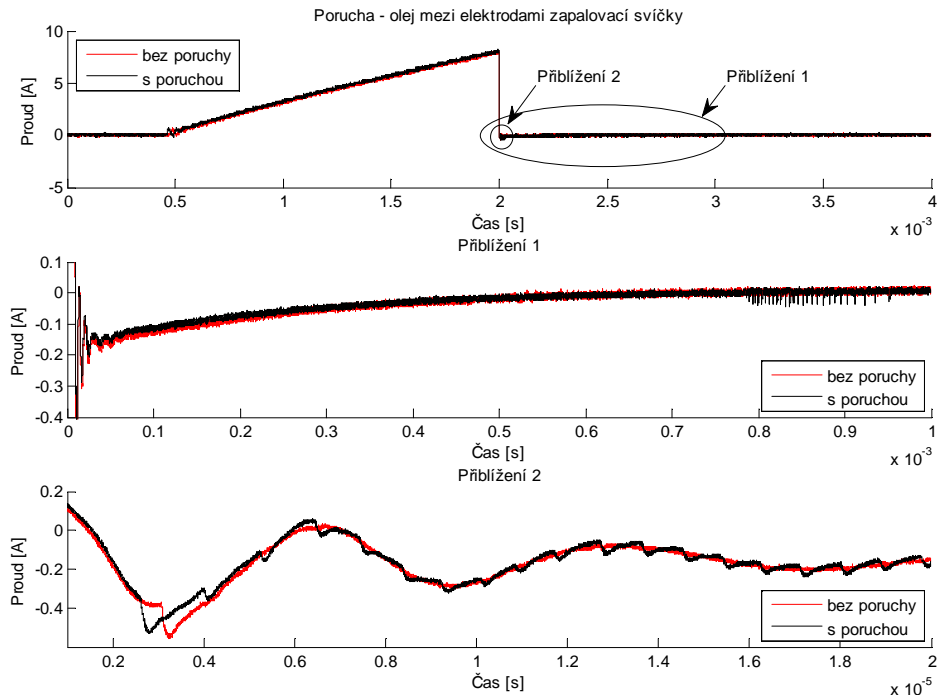 Porucha - olej mezi elektrodami zapalovací svíčky
10
5
0
-5
Proud [A]
bez poruchy
s poruchou
Přiblížení 2
Přiblížení 1
0 0.5 1 1.5 2 2.5 3 3.5 4
Čas [s]
x 10⁻³
Přiblížení 1
0.1
0
-0.1
-0.2
-0.3
-0.4
Proud [A]
bez poruchy
s poruchou
0 0.1 0.2 0.3 0.4 0.5 0.6 0.7 0.8 0.9 1
Čas [s]
x 10⁻³
Přiblížení 2
0.2
0
-0.2
-0.4
Proud [A]
bez poruchy
s poruchou
0.2 0.4 0.6 0.8 1 1.2 1.4 1.6 1.8 2
Čas [s]
x 10⁻⁵